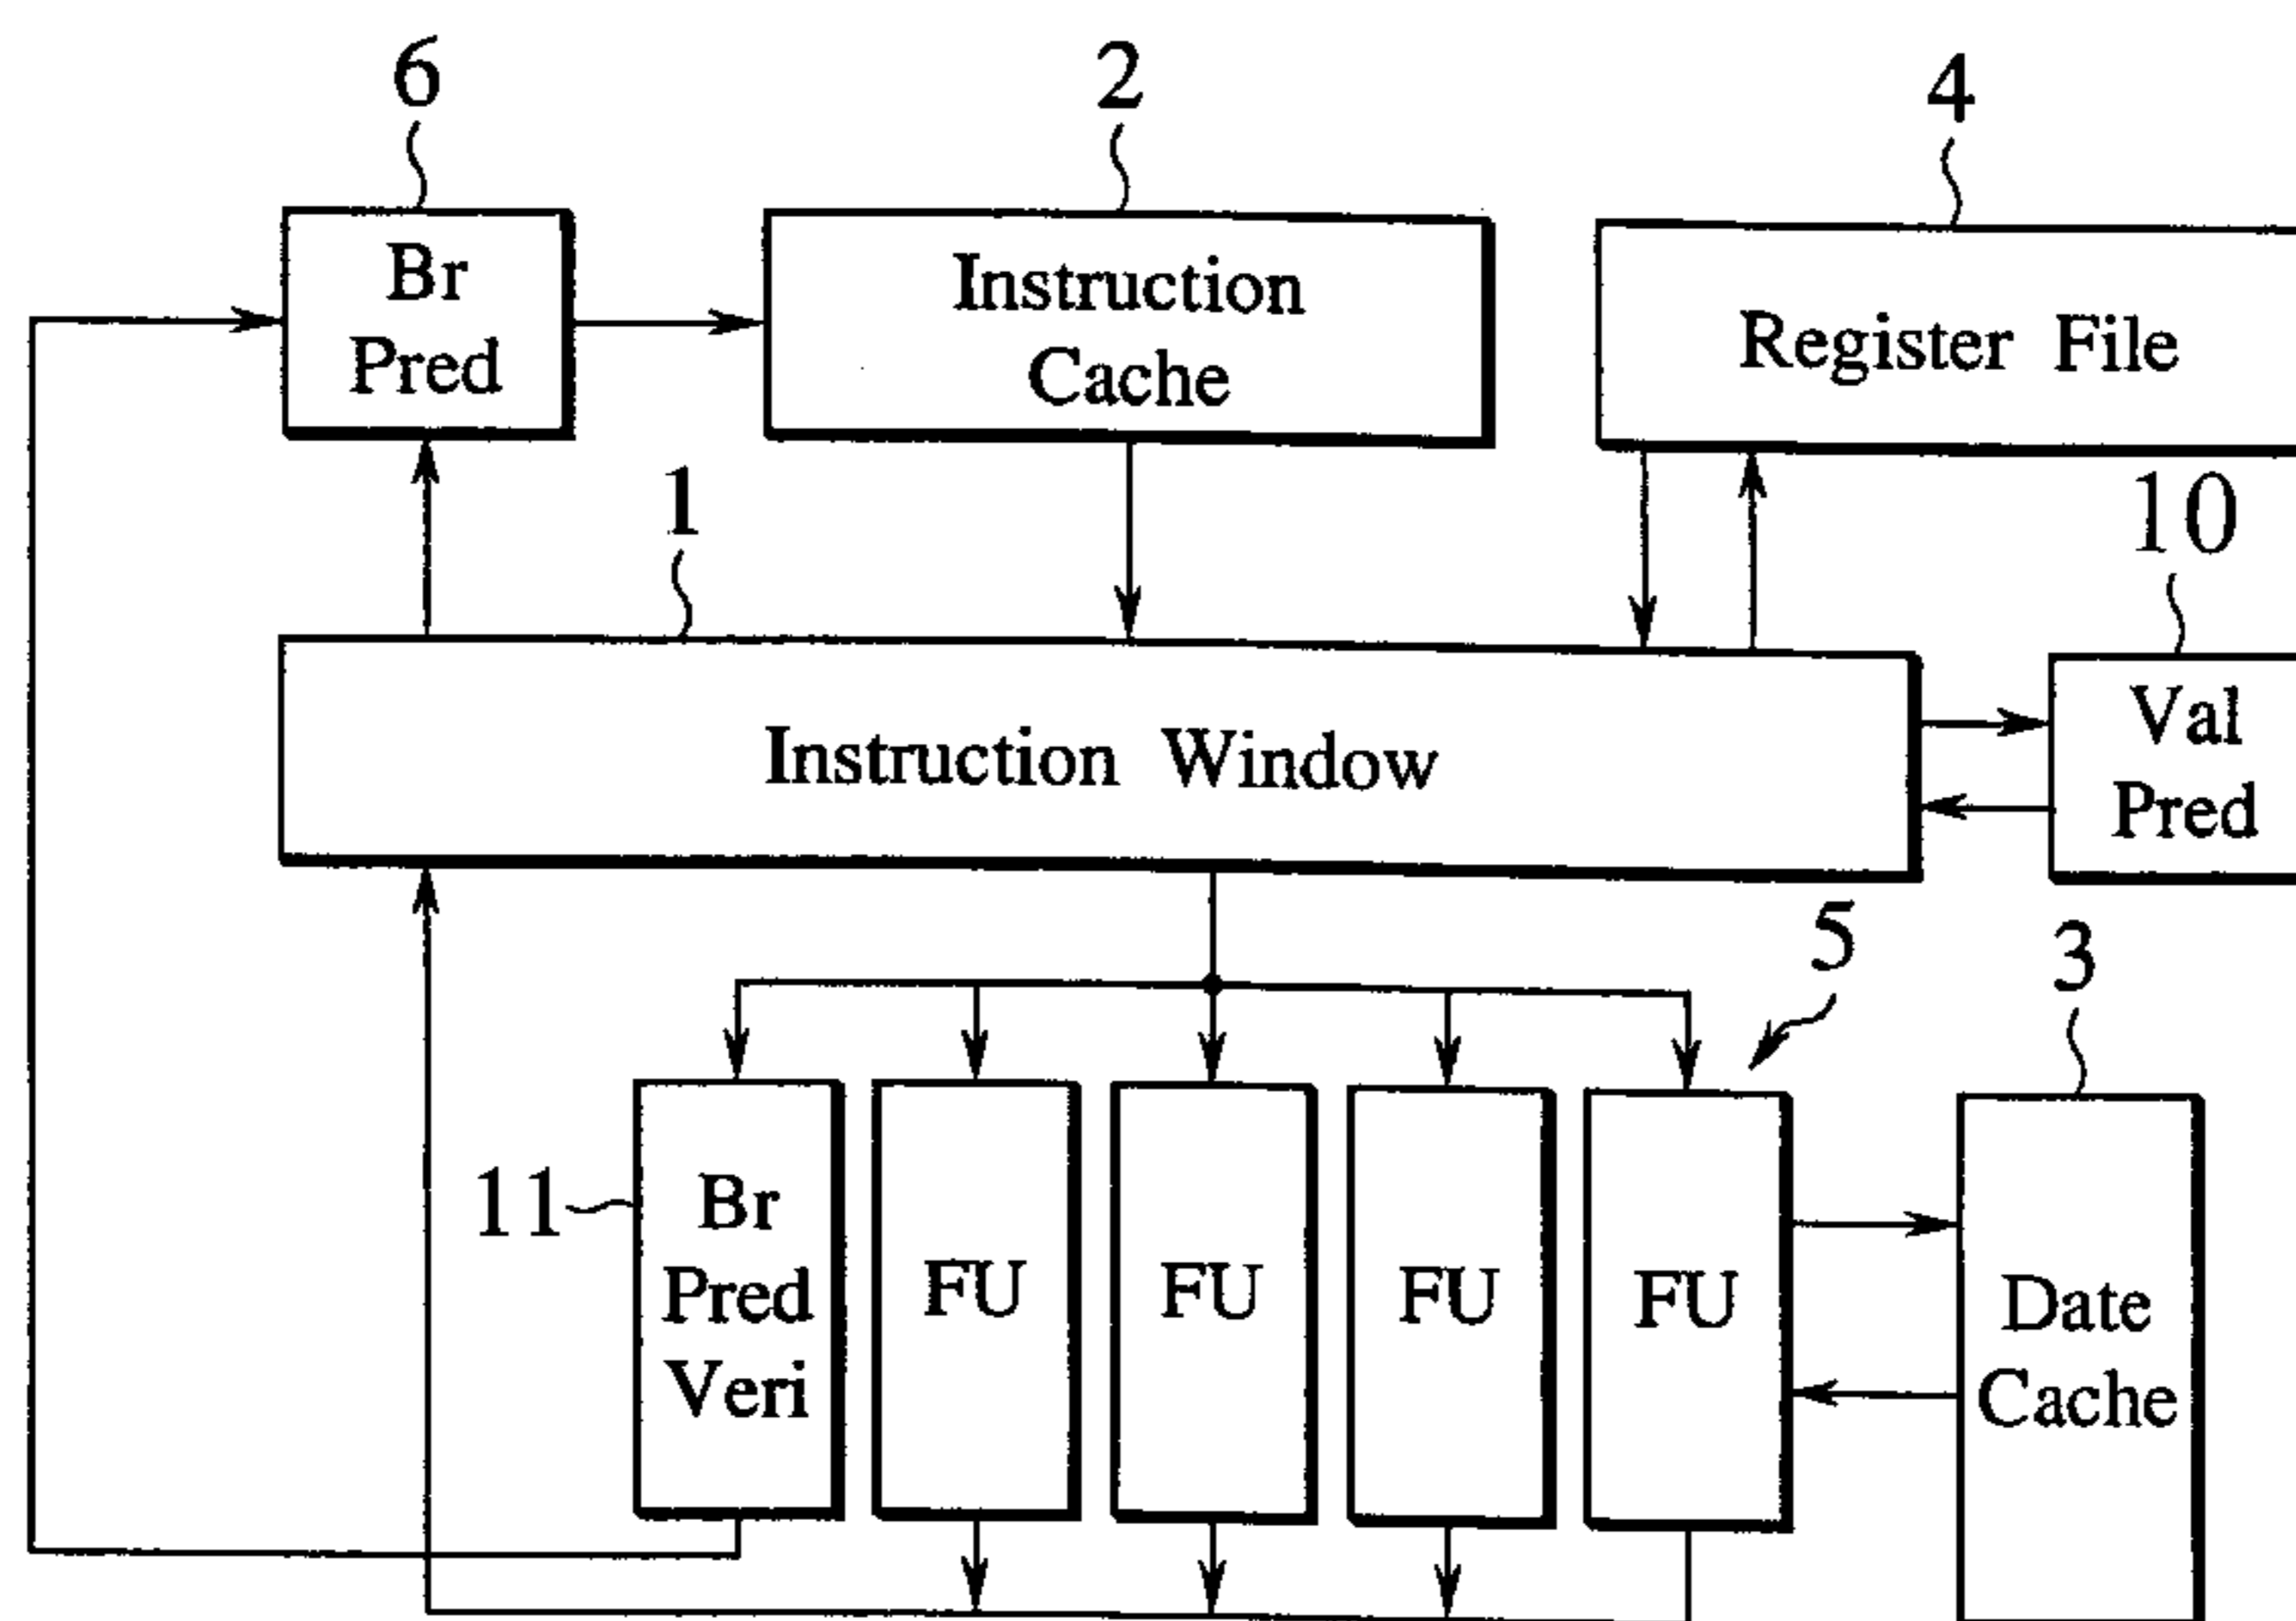 6
2
4
Br
Pred
Instruction
Cache
Register File
1
10
Instruction Window
Val
Pred
5
3
11
Br
Pred
Veri
FU
FU
FU
FU
Date
Cache